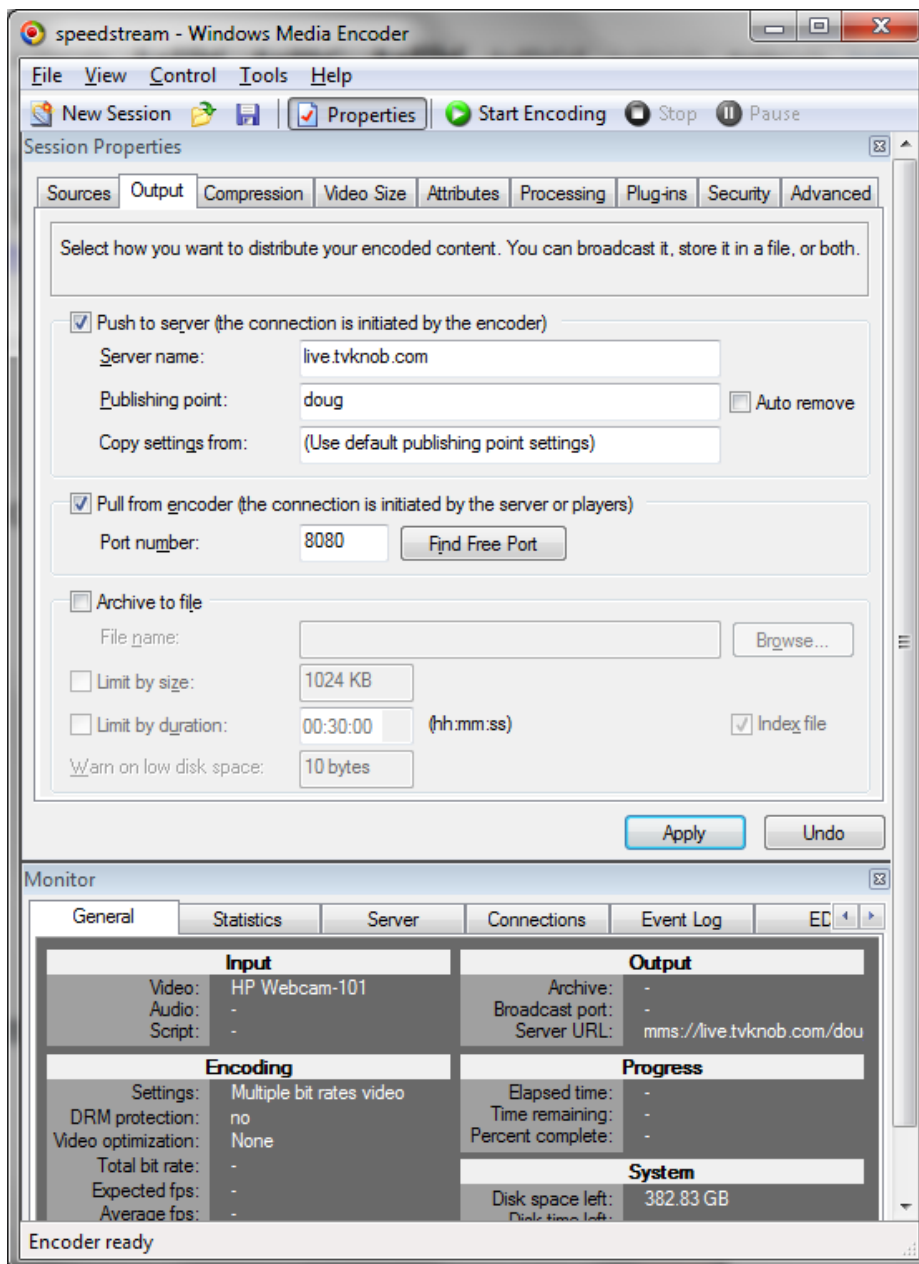 speedstream - Windows Media Encoder
File View Control Tools Help
New Session Properties Start Encoding Stop Pause
Session Properties
Sources Output Compression Video Size Attributes Processing Plug-ins Security Advanced
Select how you want to distribute your encoded content. You can broadcast it, store it in a file, or both.
Push to server (the connection is initiated by the encoder)
Server name: live.tvknob.com
Publishing point: doug Auto remove
Copy settings from: (Use default publishing point settings)
Pull from encoder (the connection is initiated by the server or players)
Port number: 8080 Find Free Port
Archive to file
File name: Browse...
Limit by size: 1024 KB
Limit by duration: 00:30:00 (hh:mm:ss) Index file
Warn on low disk space: 10 bytes
Apply Undo
Monitor
General Statistics Server Connections Event Log ED
Input
Video: HP Webcam-101
Audio: -
Script: -
Output
Archive: -
Broadcast port: -
Server URL: mms://live.tvknob.com/dou
Encoding
Settings: Multiple bit rates video
DRM protection: no
Video optimization: None
Total bit rate: -
Expected fps: -
Average fps: -
Progress
Elapsed time: -
Time remaining: -
Percent complete: -
System
Disk space left: 382.83 GB
Disk time left:
Encoder ready